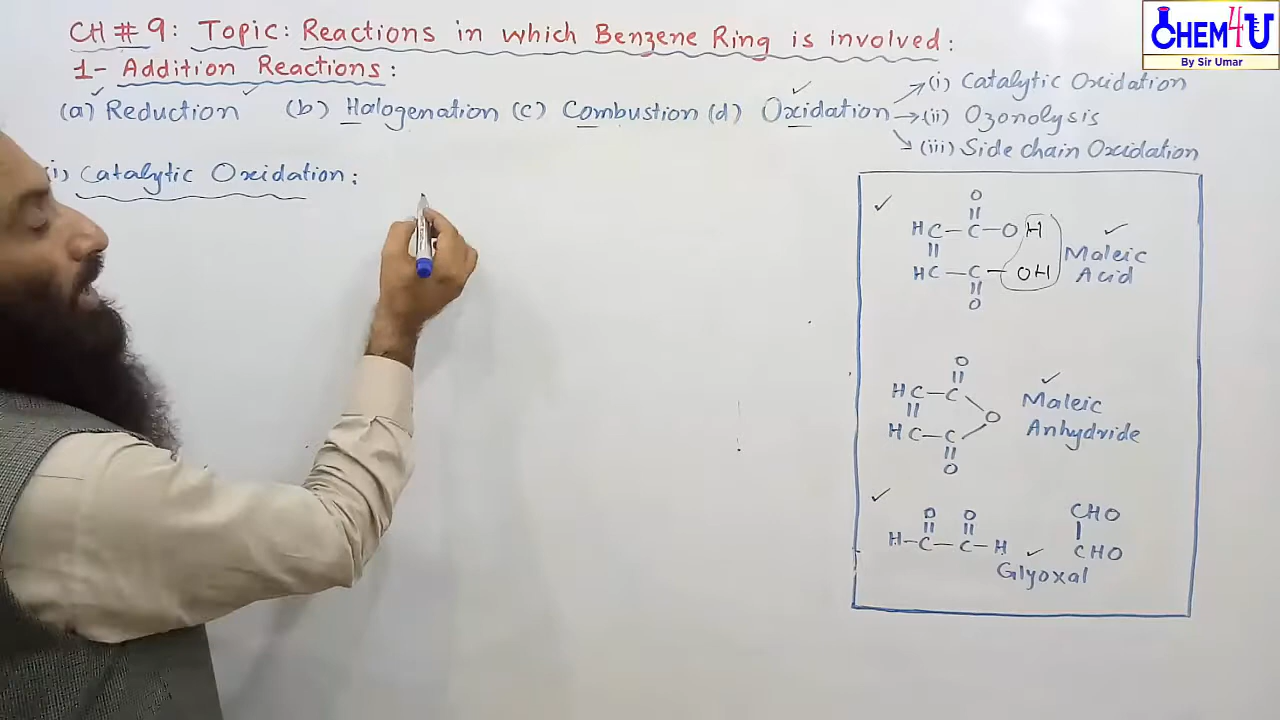 CH # 9: Topic: Reactions in which Benzene Ring is involved:
1- Addition Reactions:
(a) Reduction (b) Halogenation (c) Combustion (d) Oxidation → (i) Catalytic Oxidation
→ (ii) Ozonolysis
→ (iii) Side chain Oxidation
i) Catalytic Oxidation:
O
||
HC—C—OH
||
HC—C—OH
||
O
Maleic
Acid
O
||
HC—C
|| O
HC—C
||
O
Maleic
Anhydride
O O
|| ||
H—C—C—H
Glyoxal
CHO
|
CHO
CHEM4U
By Sir Umar